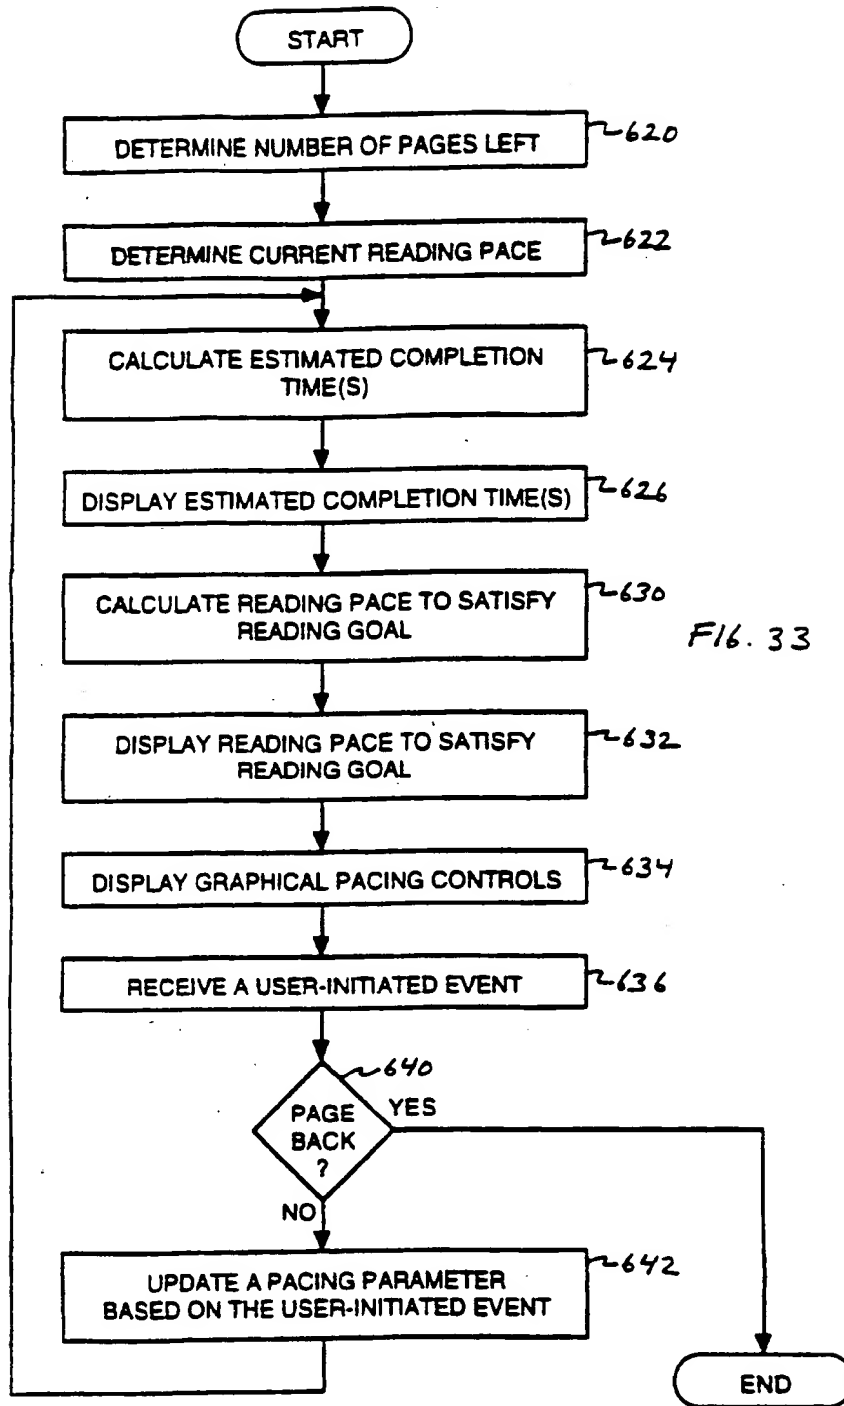 START
DETERMINE NUMBER OF PAGES LEFT
620
DETERMINE CURRENT READING PACE
622
CALCULATE ESTIMATED COMPLETION
TIME(S)
624
DISPLAY ESTIMATED COMPLETION TIME(S)
626
CALCULATE READING PACE TO SATISFY
READING GOAL
630
FIG. 33
DISPLAY READING PACE TO SATISFY
READING GOAL
632
DISPLAY GRAPHICAL PACING CONTROLS
634
RECEIVE A USER-INITIATED EVENT
636
640
PAGE
BACK
?
YES
NO
UPDATE A PACING PARAMETER
BASED ON THE USER-INITIATED EVENT
642
END